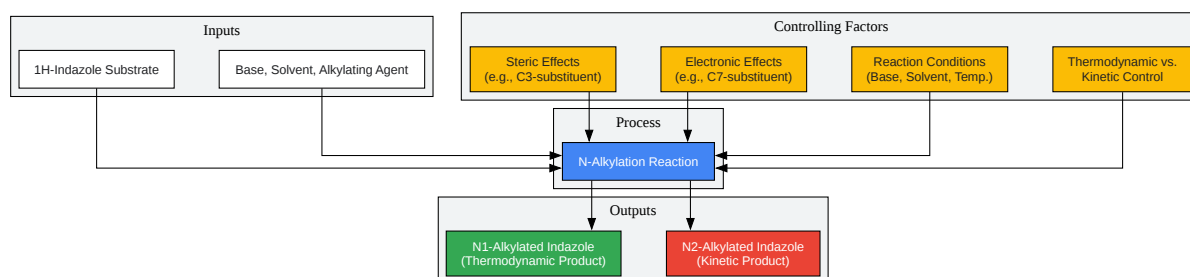 Inputs
1H-Indazole Substrate
Base, Solvent, Alkylating Agent
Controlling Factors
Steric Effects
(e.g., C3-substituent)
Electronic Effects
(e.g., C7-substituent)
Reaction Conditions
(Base, Solvent, Temp.)
Thermodynamic vs.
Kinetic Control
Process
N-Alkylation Reaction
Outputs
N1-Alkylated Indazole
(Thermodynamic Product)
N2-Alkylated Indazole
(Kinetic Product)